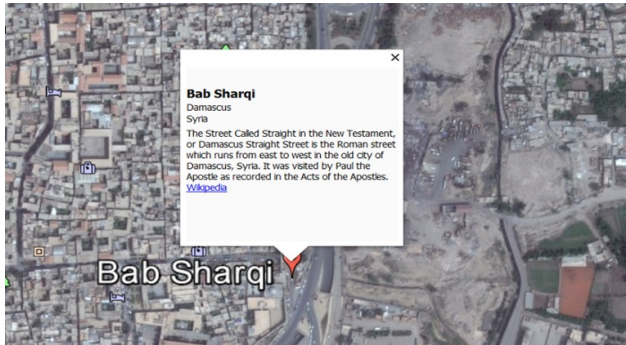 Bab Sharqi
Damascus
Syria
The Street Called Straight in the New Testament,
or Damascus Straight Street is the Roman street
which runs from east to west in the old city of
Damascus, Syria. It was visited by Paul the
Apostle as recorded in the Acts of the Apostles.
Wikipedia
Bab Sharqi